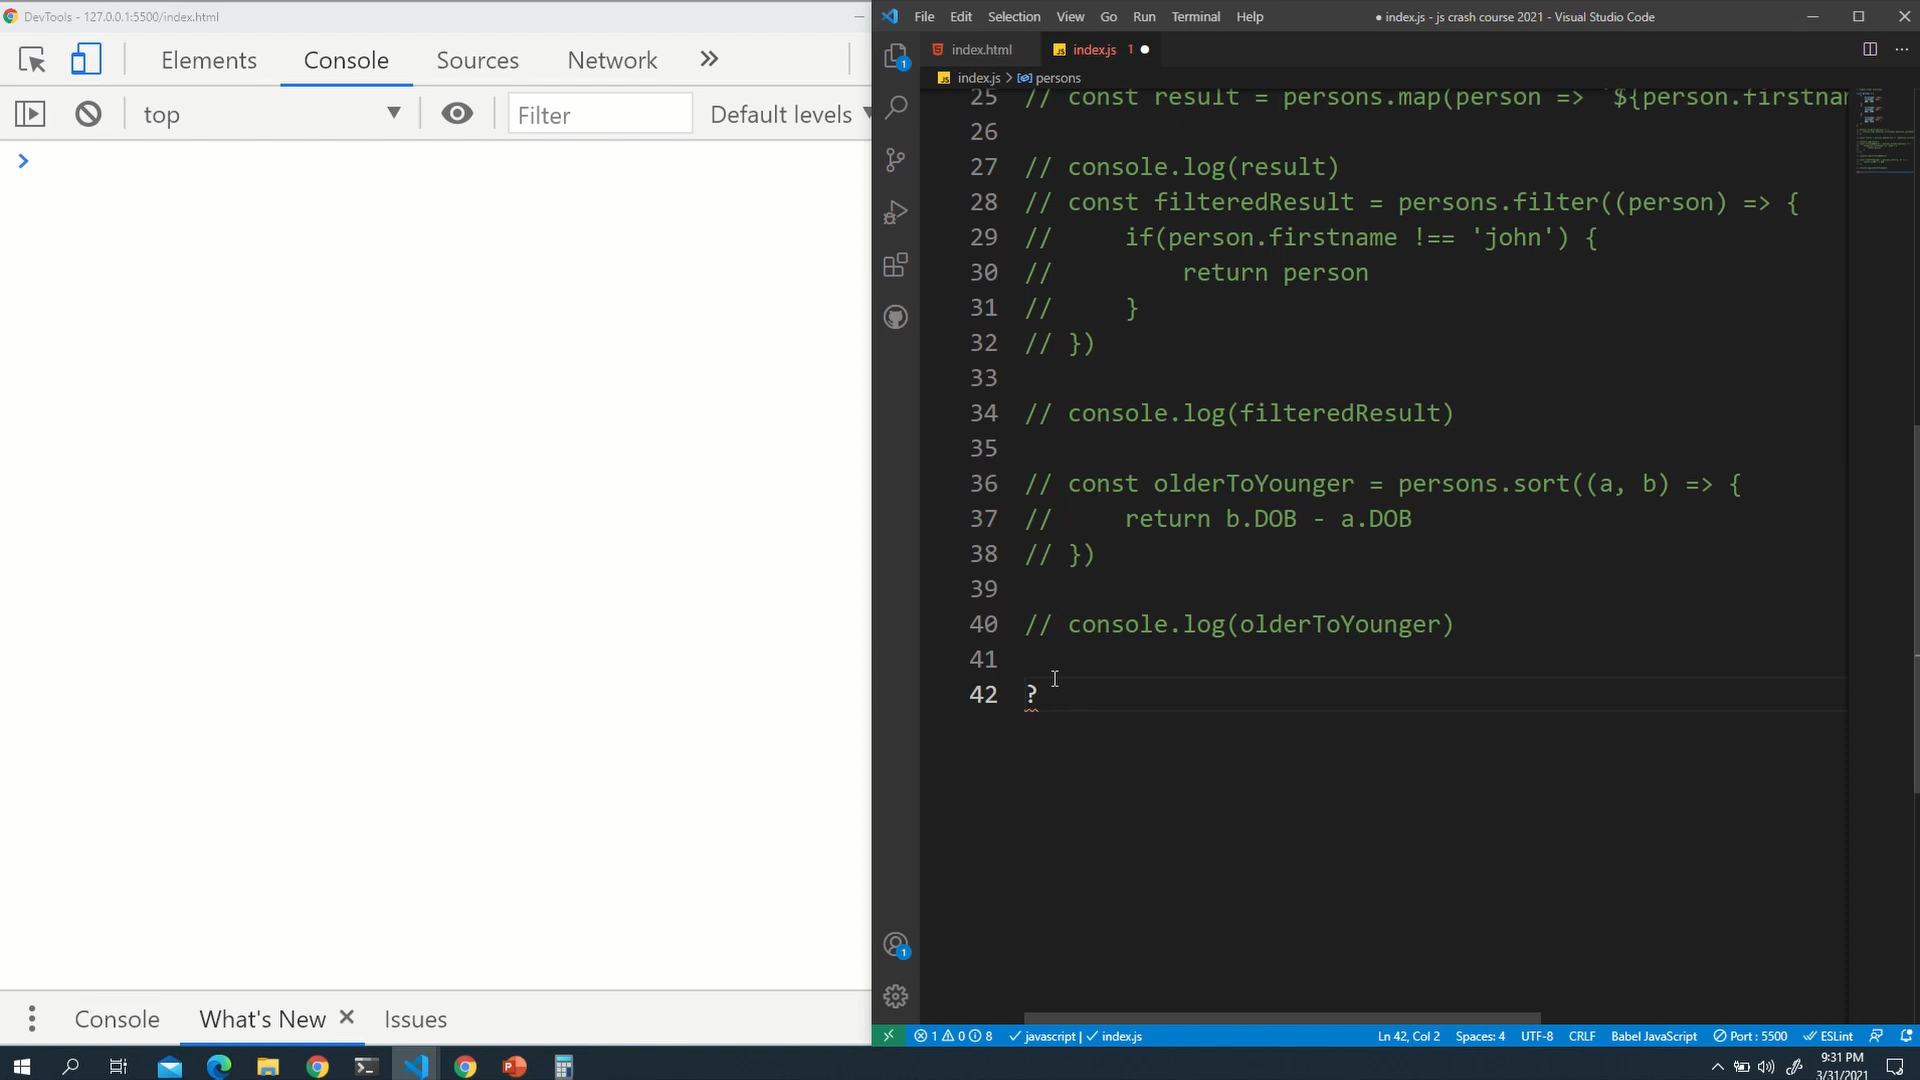 DevTools - 127.0.0.1:5500/index.html
Elements Console Sources Network
top Filter Default levels
Console What's New Issues
File Edit Selection View Go Run Terminal Help
● index.js - js crash course 2021 - Visual Studio Code
index.html index.js 1
index.js > persons
25 // const result = persons.map(person => `${person.firstnam
26
27 // console.log(result)
28 // const filteredResult = persons.filter((person) => {
29 //     if(person.firstname !== 'john') {
30 //         return person
31 //     }
32 // })
33
34 // console.log(filteredResult)
35
36 // const olderToYounger = persons.sort((a, b) => {
37 //     return b.DOB - a.DOB
38 // })
39
40 // console.log(olderToYounger)
41
42 ?
1
1
1 0 8 javascript | index.js Ln 42, Col 2 Spaces: 4 UTF-8 CRLF Babel JavaScript Port : 5500 ESLint
9:31 PM
3/31/2021